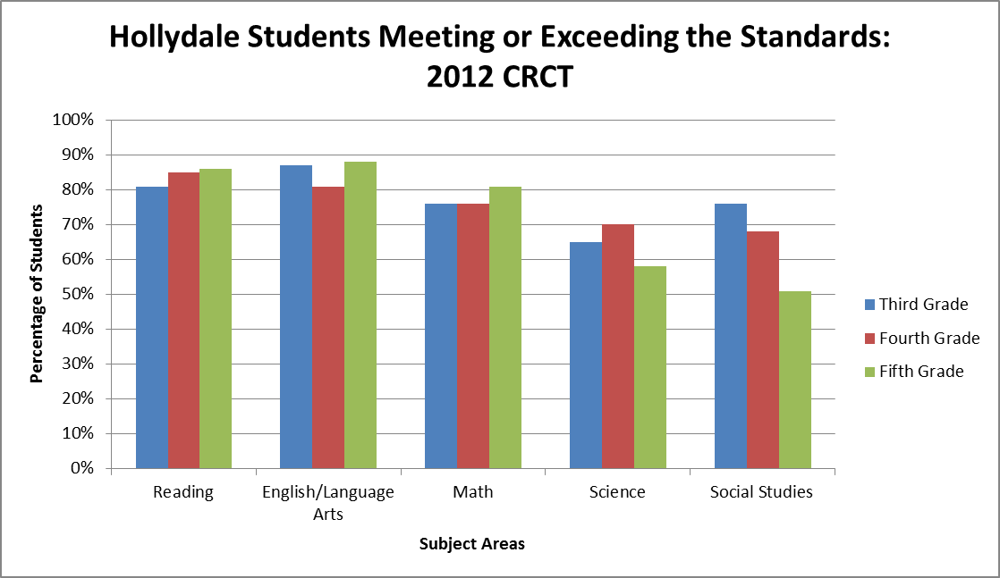 Hollydale Students Meeting or Exceeding the Standards:
2012 CRCT
Percentage of Students
100%
90%
80%
70%
60%
50%
40%
30%
20%
10%
0%
Reading
English/Language
Arts
Math
Science
Social Studies
Subject Areas
Third Grade
Fourth Grade
Fifth Grade